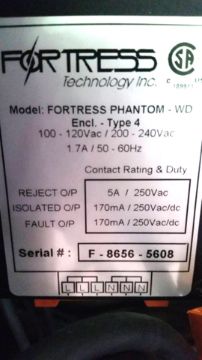 FORTRESS
Technology Inc.
Model: FORTRESS PHANTOM - WD
Encl. - Type 4
100 - 120Vac / 200 - 240Vac
1.7A / 50 - 60Hz
Contact Rating & Duty
REJECT O/P 5A / 250Vac
ISOLATED O/P 170mA / 250Vac/dc
FAULT O/P 170mA / 250Vac/dc
Serial # : F - 8656 - 5608
L L L N N N